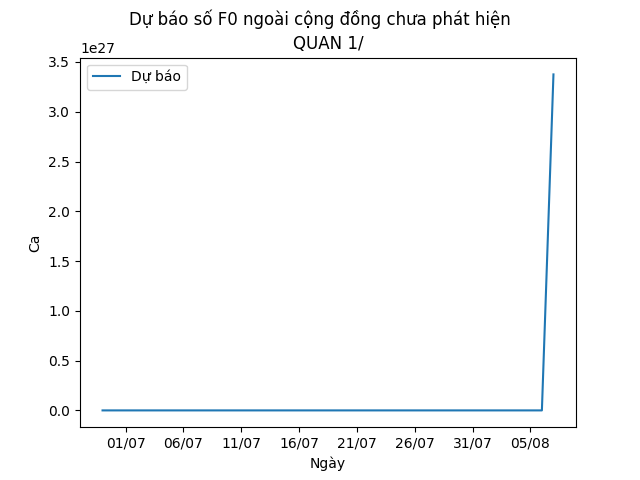 Dự báo số F0 ngoài cộng đồng chưa phát hiện
QUAN 1/
1e27
3.5
3.0
2.5
2.0
1.5
1.0
0.5
0.0
Ca
Dự báo
01/07 06/07 11/07 16/07 21/07 26/07 31/07 05/08
Ngày